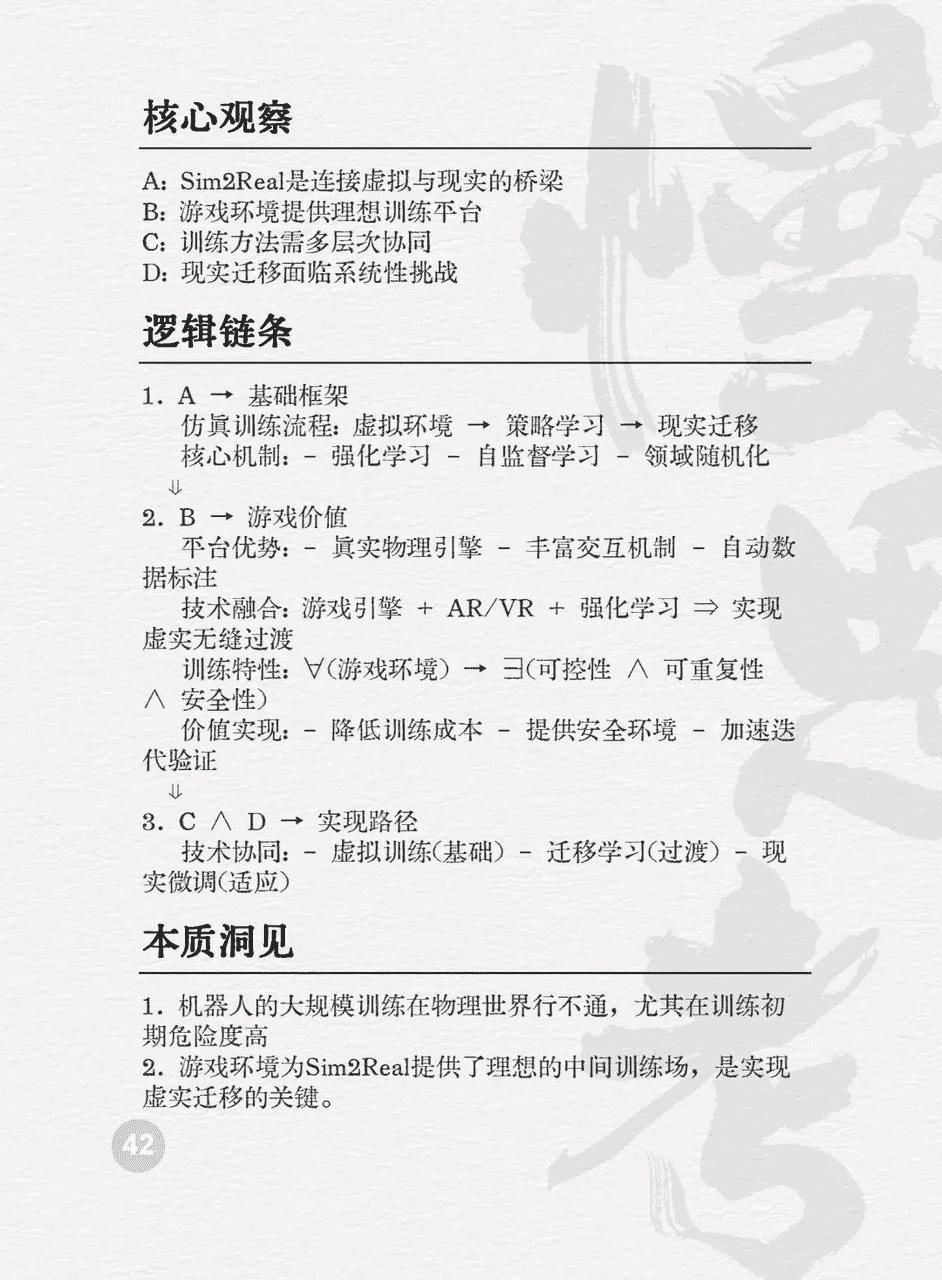 核心观察
A：Sim2Real是连接虚拟与现实的桥梁
B：游戏环境提供理想训练平台
C：训练方法需多层次协同
D：现实迁移面临系统性挑战
逻辑链条
1. A → 基础框架
仿真训练流程：虚拟环境 → 策略学习 → 现实迁移
核心机制：- 强化学习 - 自监督学习 - 领域随机化
⇓
2. B → 游戏价值
平台优势：- 真实物理引擎 - 丰富交互机制 - 自动数
据标注
技术融合：游戏引擎 + AR/VR + 强化学习 ⇒ 实现
虚实无缝过渡
训练特性：∀(游戏环境) → ∃(可控性 ∧ 可重复性
∧ 安全性)
价值实现：- 降低训练成本 - 提供安全环境 - 加速迭
代验证
⇓
3. C ∧ D → 实现路径
技术协同：- 虚拟训练(基础) - 迁移学习(过渡) - 现
实微调(适应)
本质洞见
1. 机器人的大规模训练在物理世界行不通，尤其在训练初
期危险度高
2. 游戏环境为Sim2Real提供了理想的中间训练场，是实现
虚实迁移的关键。
42
慢思考